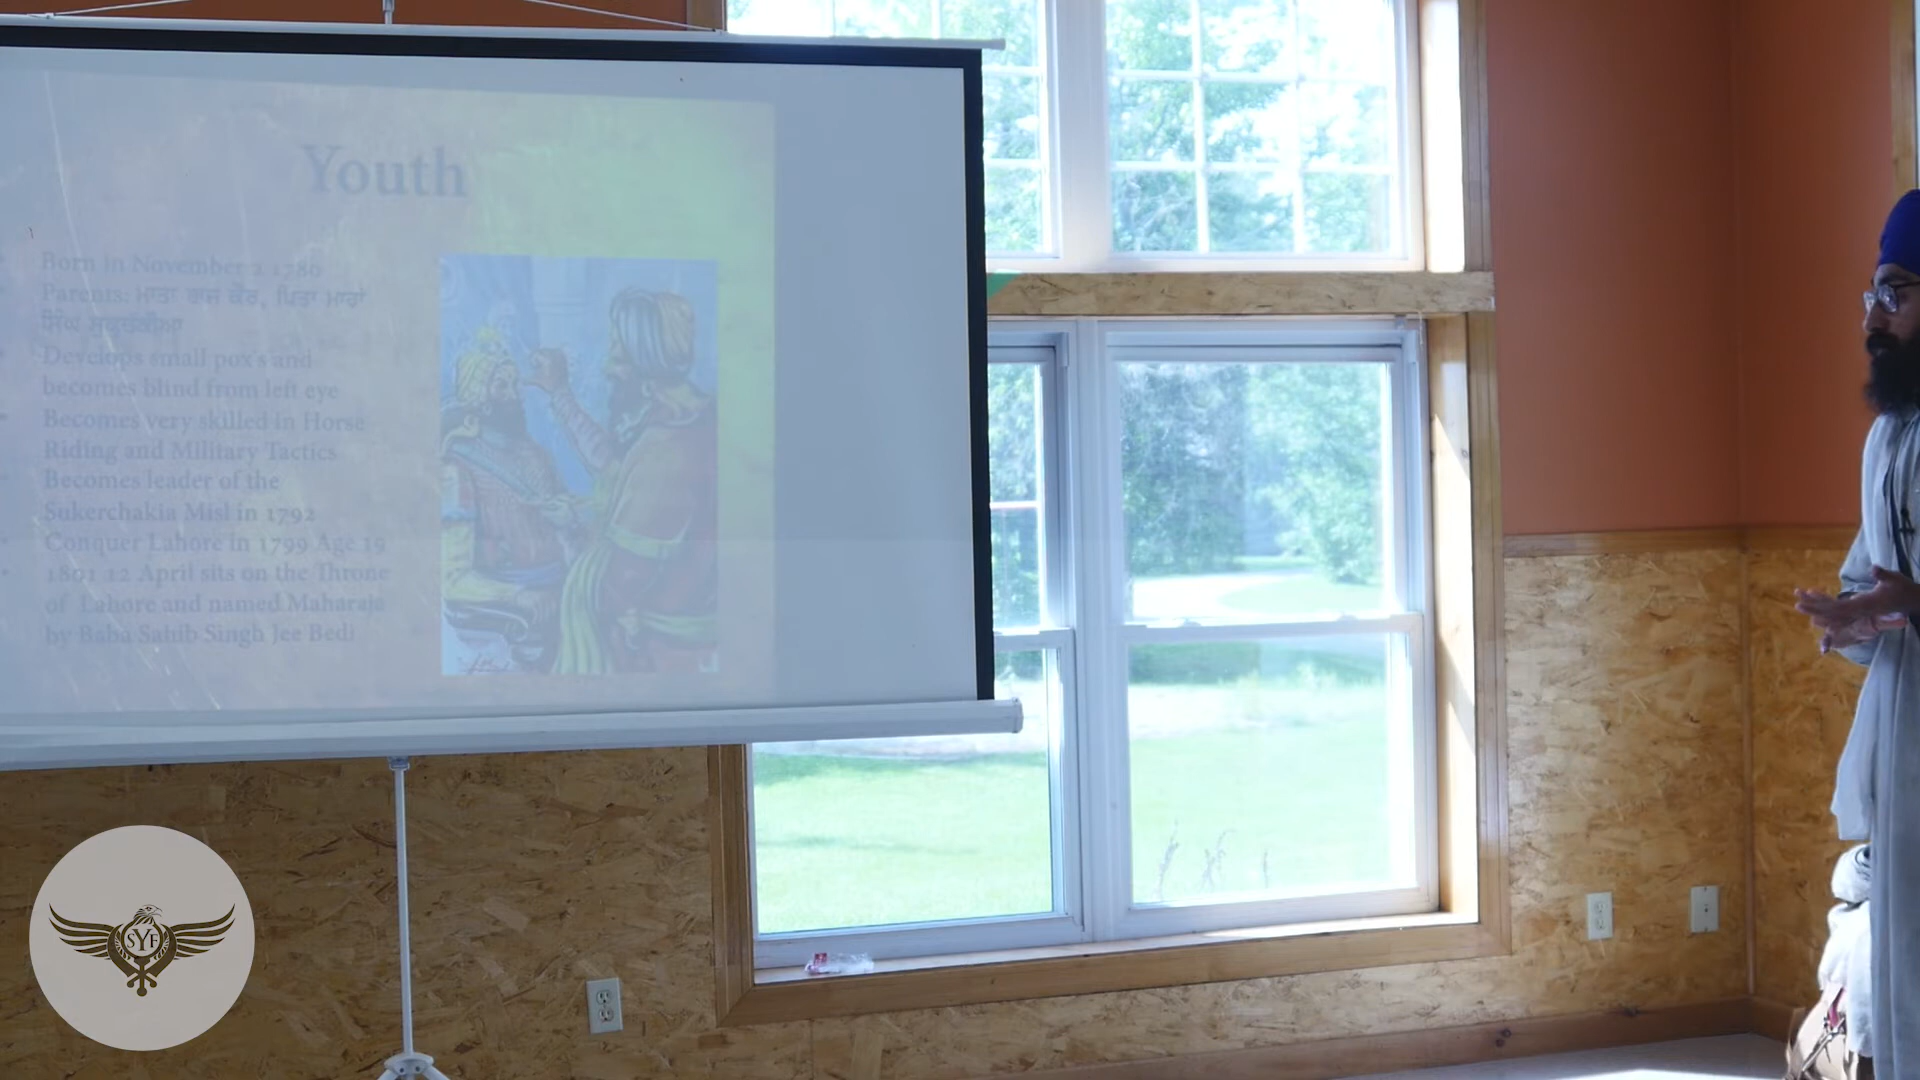 Youth
Born in November 2 1780
Parents: ਮਾਤਾ ਰਾਜ ਕੌਰ, ਪਿਤਾ ਮਾਹਾਂ
ਸਿੰਘ ਸੁਕ੍ਰਚੱਕੀਆ
Develops small pox's and
becomes blind from left eye
Becomes very skilled in Horse
Riding and Military Tactics
Becomes leader of the
Sukerchakia Misl in 1792
Conquer Lahore in 1799 Age 19
1801 12 April sits on the Throne
of Lahore and named Maharaja
by Baba Sahib Singh Jee Bedi
SYF